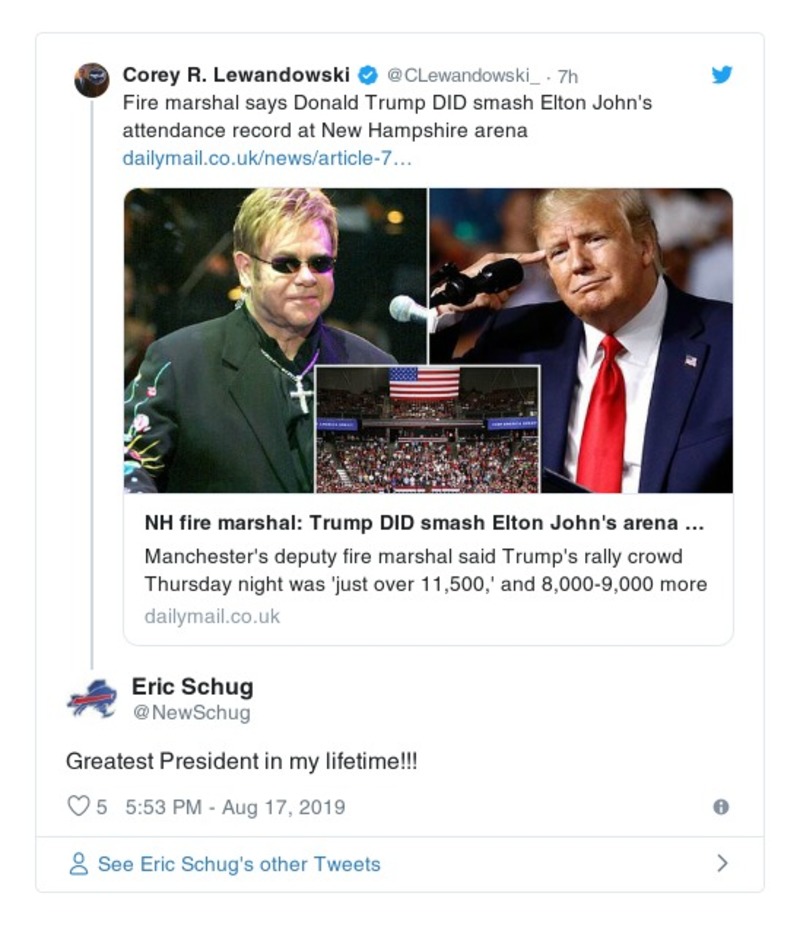 Corey R. Lewandowski @CLewandowski_ · 7h
Fire marshal says Donald Trump DID smash Elton John's
attendance record at New Hampshire arena
dailymail.co.uk/news/article-7…
NH fire marshal: Trump DID smash Elton John's arena ...
Manchester's deputy fire marshal said Trump's rally crowd
Thursday night was 'just over 11,500,' and 8,000-9,000 more
dailymail.co.uk
Eric Schug
@NewSchug
Greatest President in my lifetime!!!
5 5:53 PM - Aug 17, 2019
See Eric Schug's other Tweets